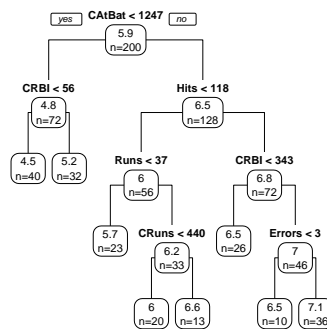 yes CAtBat < 1247 no
5.9
n=200
CRBI < 56 Hits < 118
4.8 6.5
n=72 n=128
Runs < 37 CRBI < 343
4.5 5.2 6 6.8
n=40 n=32 n=56 n=72
CRuns < 440 Errors < 3
5.7 6.2 6.5 7
n=23 n=33 n=26 n=46
6 6.6 6.5 7.1
n=20 n=13 n=10 n=36